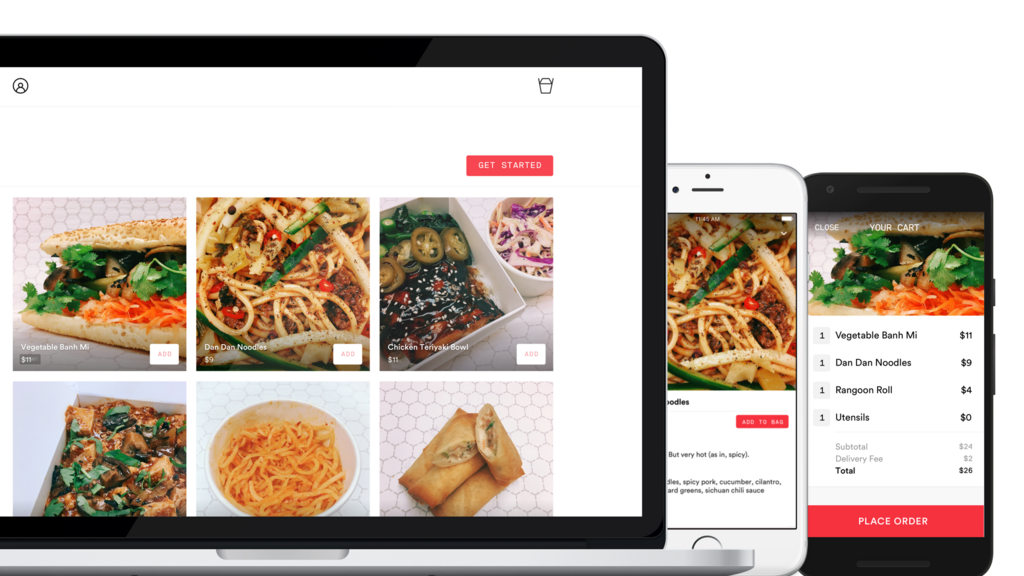 GET STARTED
Vegetable Banh Mi
$11
ADD
Dan Dan Noodles
$9
ADD
Chicken Teriyaki Bowl
$11
ADD
11:45 AM
oodles
ADD TO BAG
But very hot (as in, spicy).
dles, spicy pork, cucumber, cilantro,
ard greens, sichuan chili sauce
CLOSE
YOUR CART
1 Vegetable Banh Mi $11
1 Dan Dan Noodles $9
1 Rangoon Roll $4
1 Utensils $0
Subtotal $24
Delivery Fee $2
Total $26
PLACE ORDER